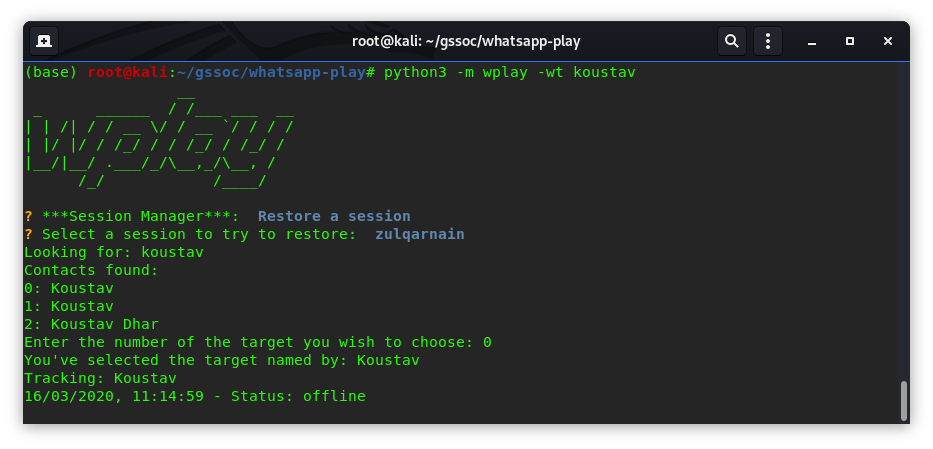 root@kali: ~/gssoc/whatsapp-play
(base) root@kali:~/gssoc/whatsapp-play# python3 -m wplay -wt koustav
wplay
? ***Session Manager***:  Restore a session
? Select a session to try to restore:  zulqarnain
Looking for: koustav
Contacts found:
0: Koustav
1: Koustav
2: Koustav Dhar
Enter the number of the target you wish to choose: 0
You've selected the target named by: Koustav
Tracking: Koustav
16/03/2020, 11:14:59 - Status: offline